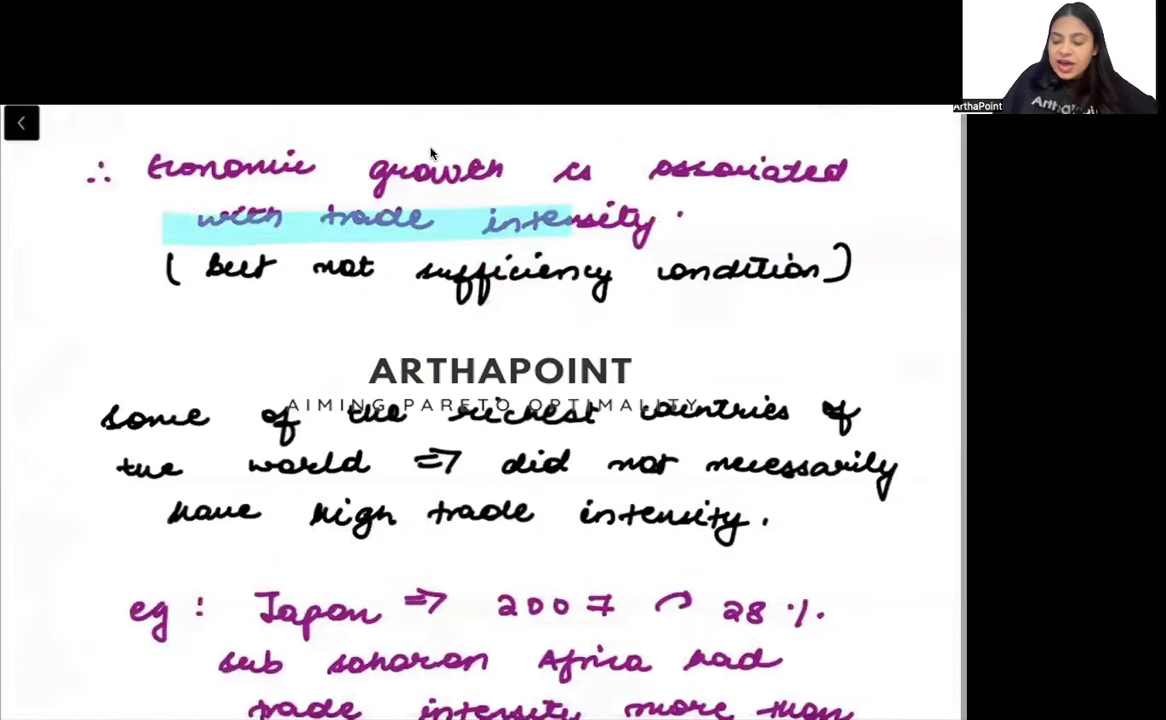 ArthaPoint
∴ Economic growth is associated
with trade intensity.
(but not sufficiency condition)
ARTHAPOINT
AIMING PARETO OPTIMALITY
some of the richest countries of
the world => did not necessarily
have high trade intensity.
eg : Japan => 2007 → 28 %.
sub saharan Africa had
trade intensity more than